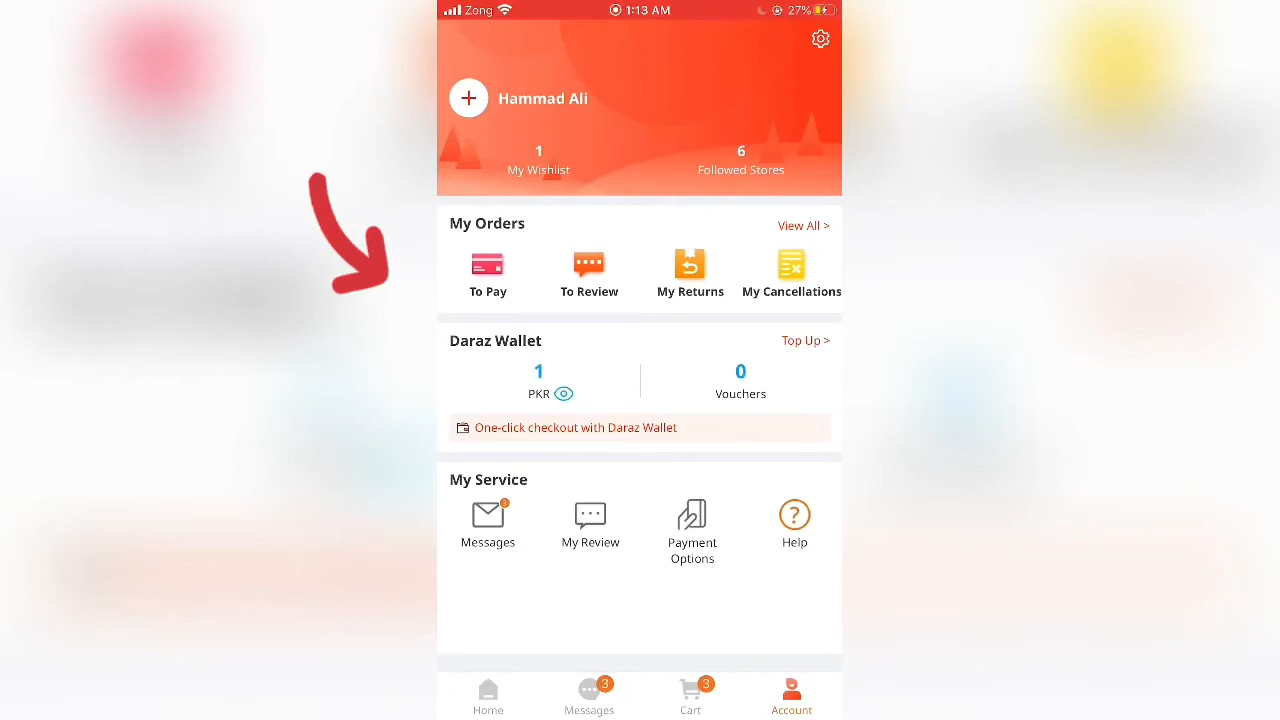 Zong 1:13 AM 27%
Hammad Ali
1 6
My Wishlist Followed Stores
My Orders View All >
To Pay To Review My Returns My Cancellations
Daraz Wallet Top Up >
1 0
PKR Vouchers
One-click checkout with Daraz Wallet
My Service
3
Messages My Review Payment Options Help
3 3
Home Messages Cart Account